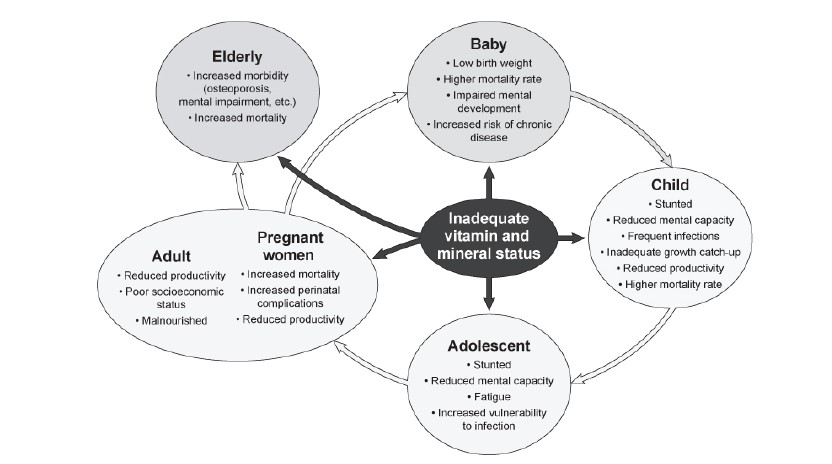 Elderly
• Increased morbidity
(osteoporosis,
mental impairment, etc.)
• Increased mortality
Baby
• Low birth weight
• Higher mortality rate
• Impaired mental
development
• Increased risk of chronic
disease
Inadequate
vitamin and
mineral status
Child
• Stunted
• Reduced mental capacity
• Frequent infections
• Inadequate growth catch-up
• Reduced productivity
• Higher mortality rate
Adult
• Reduced productivity
• Poor socioeconomic
status
• Malnourished
Pregnant
women
• Increased mortality
• Increased perinatal
complications
• Reduced productivity
Adolescent
• Stunted
• Reduced mental capacity
• Fatigue
• Increased vulnerability
to infection